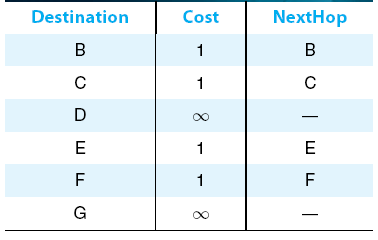 Destination Cost NextHop
B 1 B
C 1 C
D ∞ —
E 1 E
F 1 F
G ∞ —